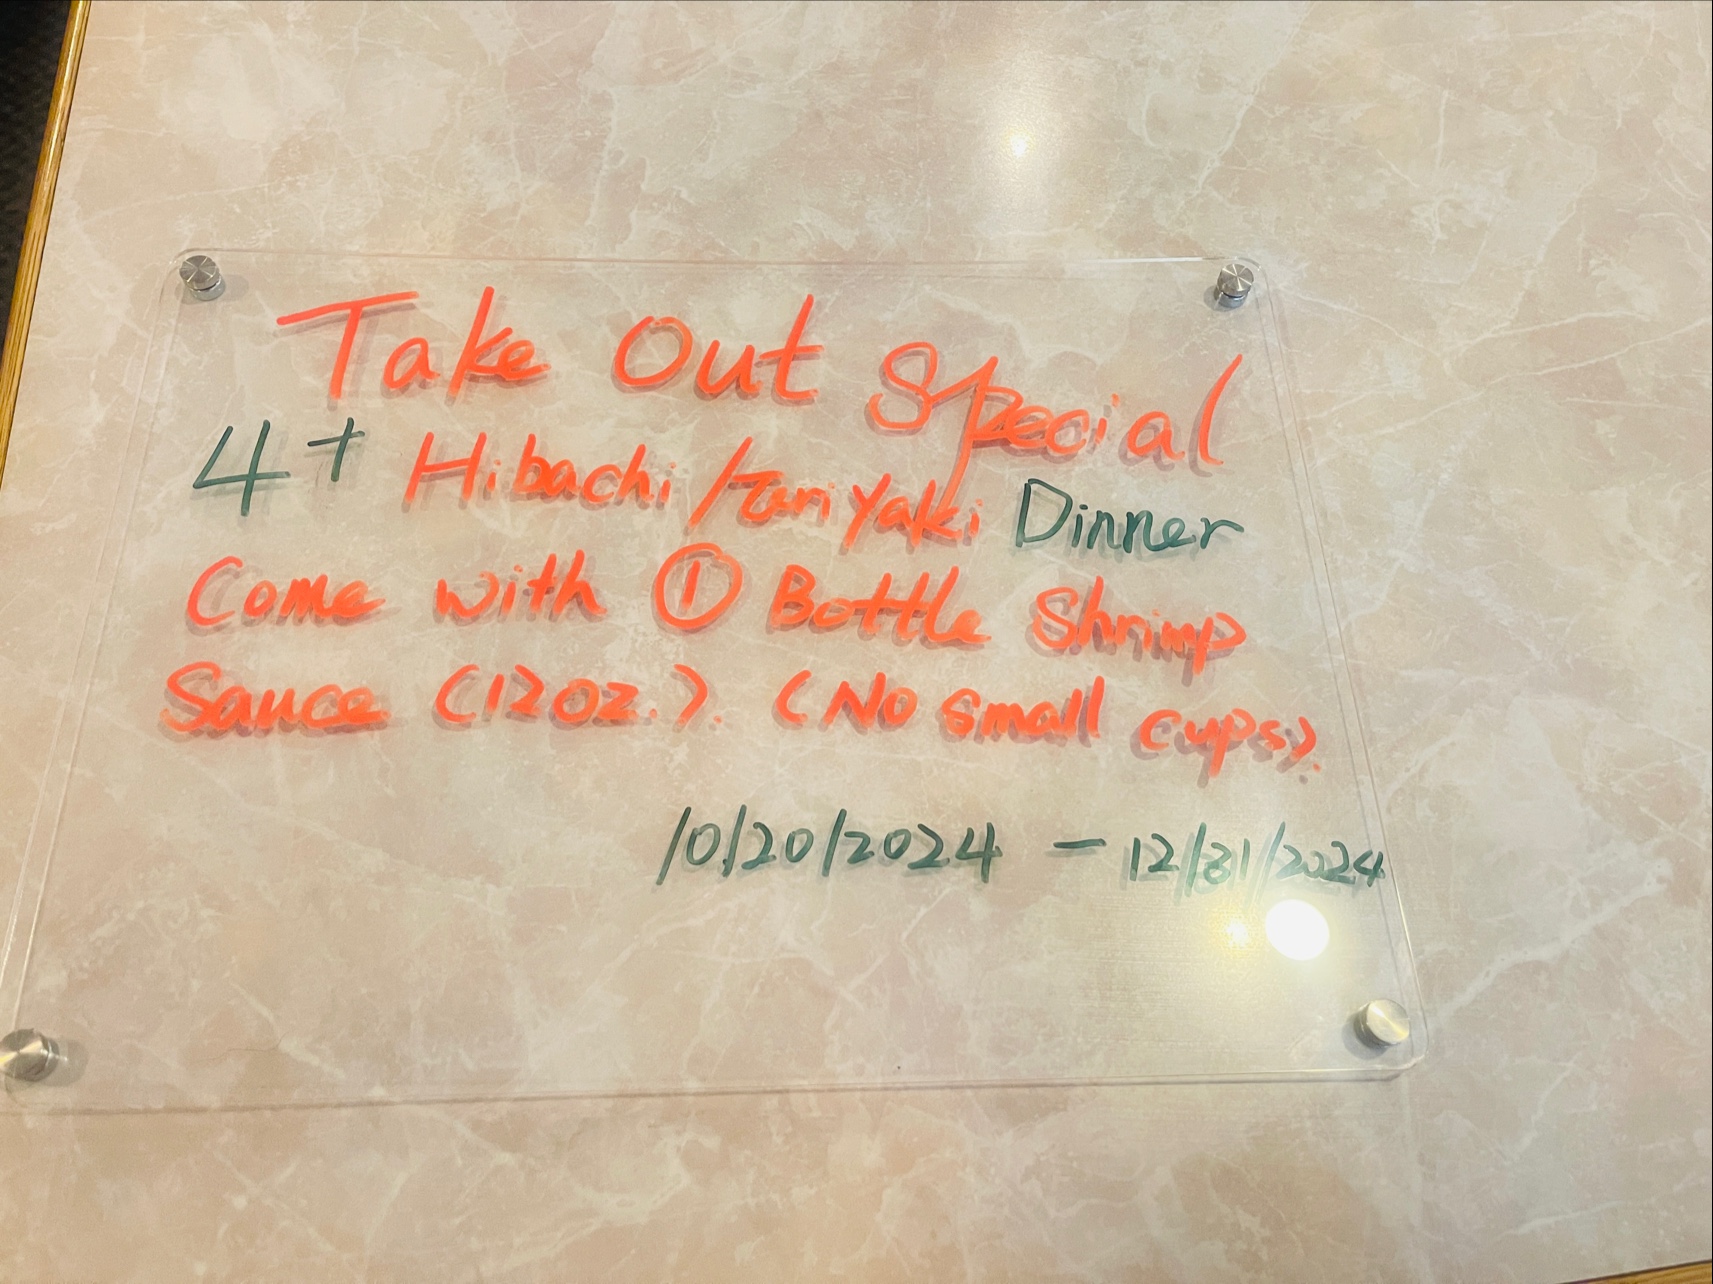 Take Out Special
4+ Hibachi/teriyaki Dinner
Come with ① Bottle Shrimp
Sauce (12oz.). (No small cups).
10/20/2024 - 12/31/2024